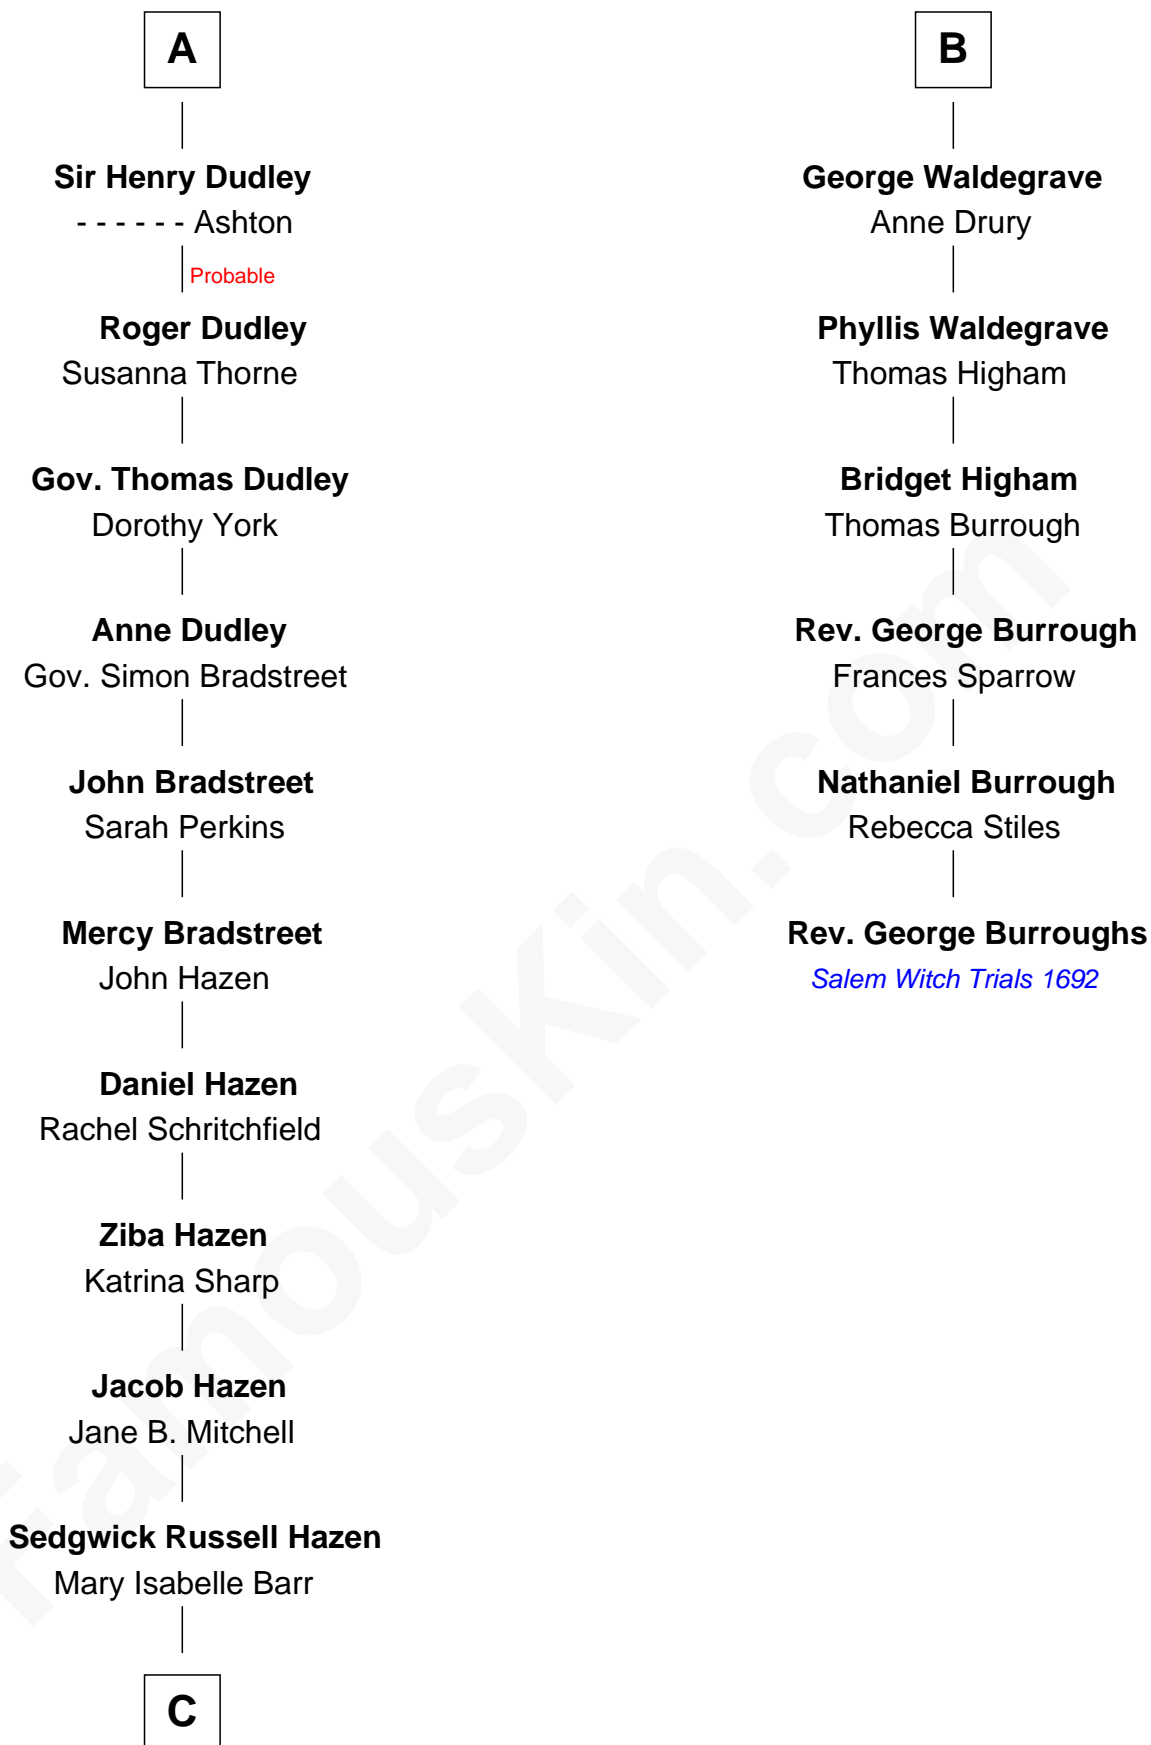 A
Sir Henry Dudley
- - - - - - Ashton
Probable
Roger Dudley
Susanna Thorne
Gov. Thomas Dudley
Dorothy York
Anne Dudley
Gov. Simon Bradstreet
John Bradstreet
Sarah Perkins
Mercy Bradstreet
John Hazen
Daniel Hazen
Rachel Schritchfield
Ziba Hazen
Katrina Sharp
Jacob Hazen
Jane B. Mitchell
Sedgwick Russell Hazen
Mary Isabelle Barr
C
B
George Waldegrave
Anne Drury
Phyllis Waldegrave
Thomas Higham
Bridget Higham
Thomas Burrough
Rev. George Burrough
Frances Sparrow
Nathaniel Burrough
Rebecca Stiles
Rev. George Burroughs
Salem Witch Trials 1692
FamousKin.com